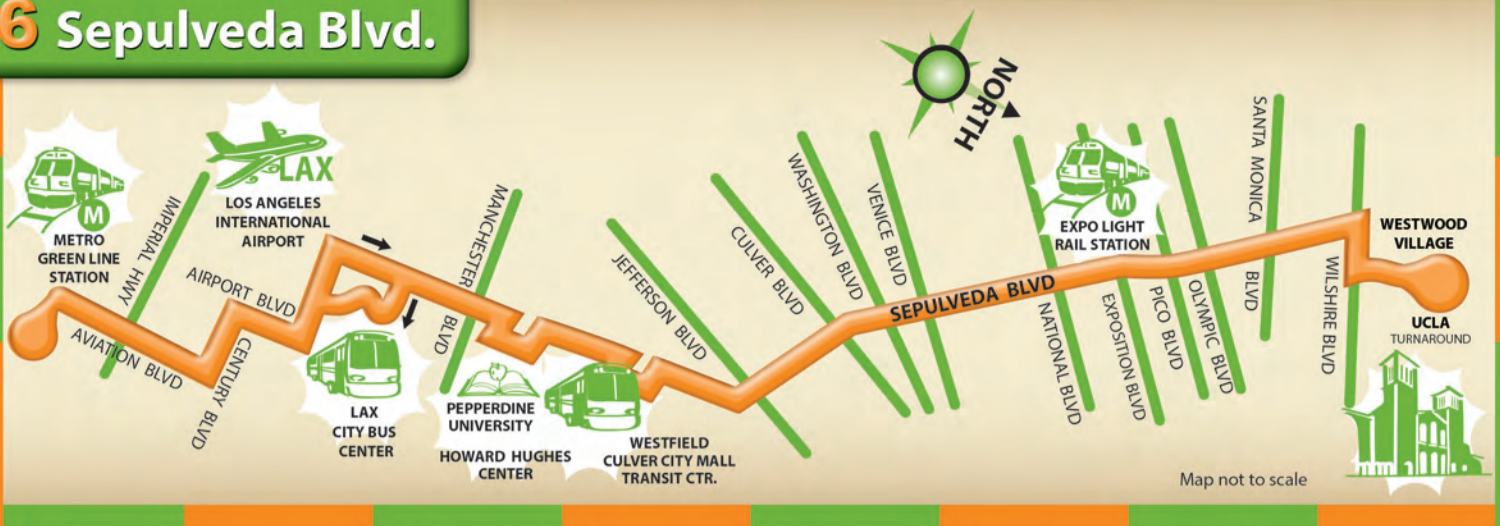 6 Sepulveda Blvd.
NORTH
M
METRO
GREEN LINE
STATION
IMPERIAL HWY
LAX
LOS ANGELES
INTERNATIONAL
AIRPORT
AIRPORT BLVD
AVIATION BLVD
CENTURY BLVD
LAX
CITY BUS
CENTER
MANCHESTER
BLVD
PEPPERDINE
UNIVERSITY
HOWARD HUGHES
CENTER
WESTFIELD
CULVER CITY MALL
TRANSIT CTR.
JEFFERSON BLVD
CULVER BLVD
WASHINGTON BLVD
VENICE BLVD
SEPULVEDA BLVD
NATIONAL BLVD
M
EXPO LIGHT
RAIL STATION
EXPOSITION BLVD
PICO BLVD
OLYMPIC BLVD
SANTA MONICA
BLVD
WILSHIRE BLVD
WESTWOOD
VILLAGE
UCLA
TURNAROUND
Map not to scale